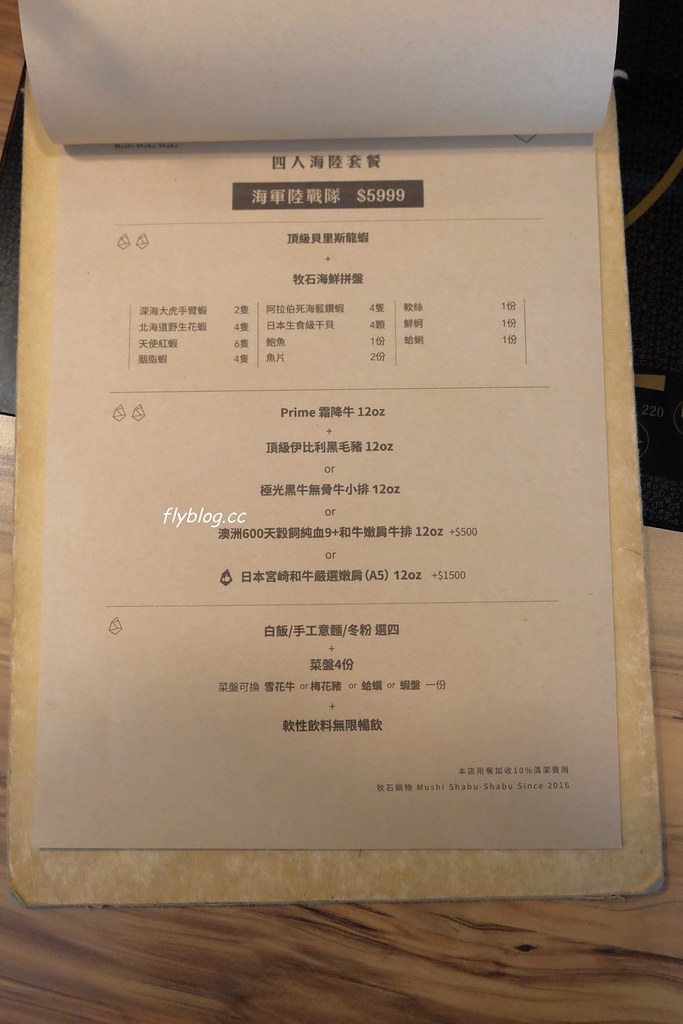 Mushi Shabu-Shabu
四人海陸套餐
海軍陸戰隊 $5999
頂級貝里斯龍蝦
+
牧石海鮮拼盤
深海大虎手臂蝦 2隻
北海道野生花蝦 4隻
天使紅蝦 6隻
胭脂蝦 4隻
阿拉伯死海藍鑽蝦 4隻
日本生食級干貝 4顆
鮑魚 1份
魚片 2份
軟絲 1份
鮮蚵 1份
蛤蜊 1份
Prime 霜降牛 12oz
+
頂級伊比利黑毛豬 12oz
or
極光黑牛無骨牛小排 12oz
or
flyblog.cc
澳洲600天穀飼純血9+和牛嫩肩牛排 12oz +$500
or
日本宮崎和牛嚴選嫩肩(A5) 12oz +$1500
白飯/手工意麵/冬粉 選四
+
菜盤4份
菜盤可換 雪花牛 or 梅花豬 or 蛤蠣 or 蝦盤 一份
+
軟性飲料無限暢飲
本店用餐加收10%清潔費用
牧石鍋物 Mushi Shabu-Shabu Since 2016
220